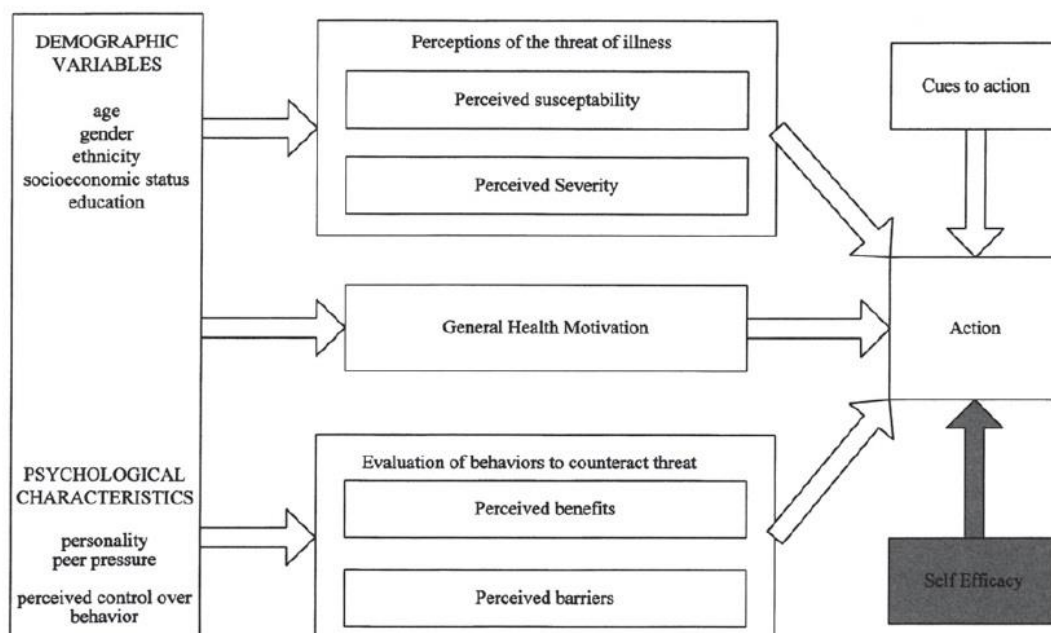 DEMOGRAPHIC
VARIABLES
age
gender
ethnicity
socioeconomic status
education
PSYCHOLOGICAL
CHARACTERISTICS
personality
peer pressure
perceived control over
behavior
Perceptions of the threat of illness
Perceived susceptability
Perceived Severity
General Health Motivation
Evaluation of behaviors to counteract threat
Perceived benefits
Perceived barriers
Cues to action
Action
Self Efficacy